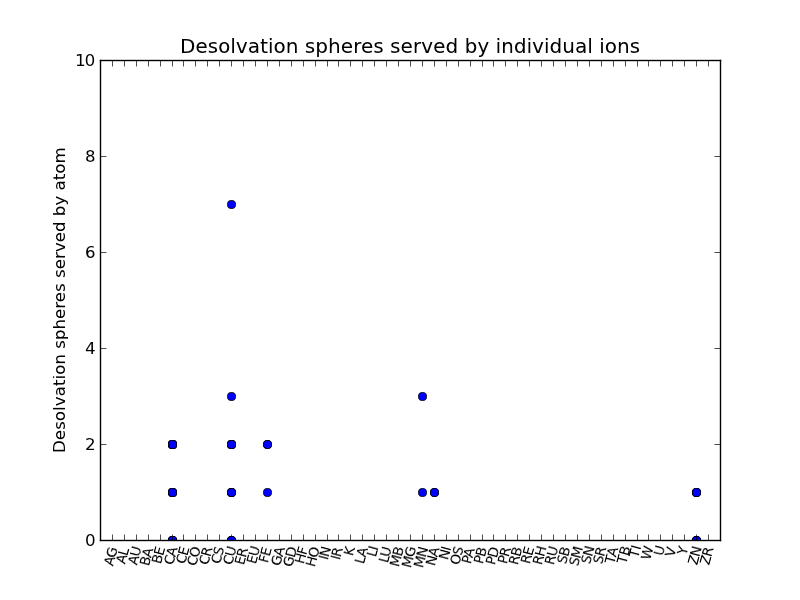 Desolvation spheres served by individual ions
Desolvation spheres served by atom
10
8
6
4
2
0
AG AL AU BA BE CA CE CO CR CS CU ER EU FE GA GD HF HO IN IR K LA LI LU MB MG MN NA NI OS PA PB PD PR RB RE RH RU SB SM SN SR TA TB TI W U V Y ZN ZR